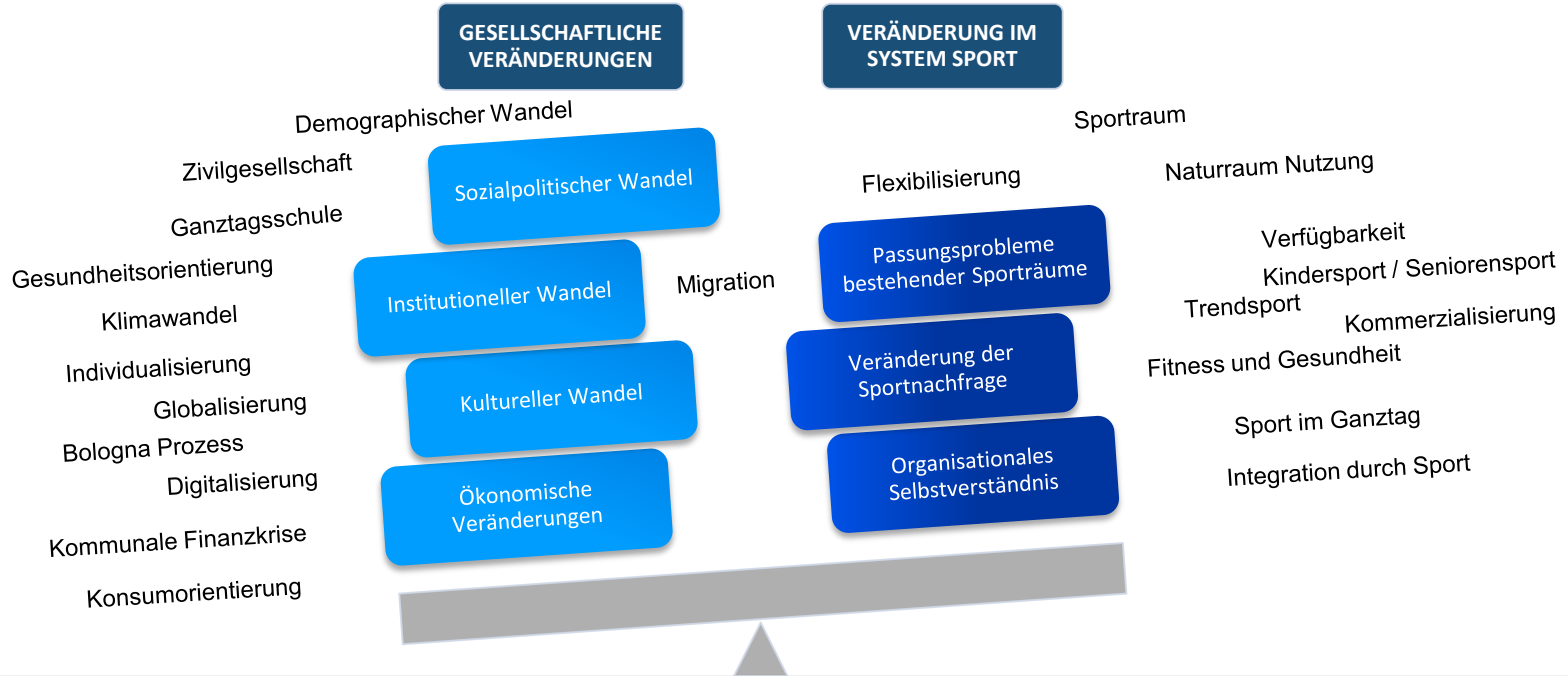 GESELLSCHAFTLICHE
VERÄNDERUNGEN
VERÄNDERUNG IM
SYSTEM SPORT
Demographischer Wandel
Zivilgesellschaft
Ganztagsschule
Gesundheitsorientierung
Klimawandel
Individualisierung
Globalisierung
Bologna Prozess
Digitalisierung
Kommunale Finanzkrise
Konsumorientierung
Sozialpolitischer Wandel
Institutioneller Wandel
Kultureller Wandel
Ökonomische
Veränderungen
Migration
Flexibilisierung
Passungsprobleme
bestehender Sporträume
Veränderung der
Sportnachfrage
Organisationales
Selbstverständnis
Sportraum
Naturraum Nutzung
Verfügbarkeit
Kindersport / Seniorensport
Trendsport
Kommerzialisierung
Fitness und Gesundheit
Sport im Ganztag
Integration durch Sport